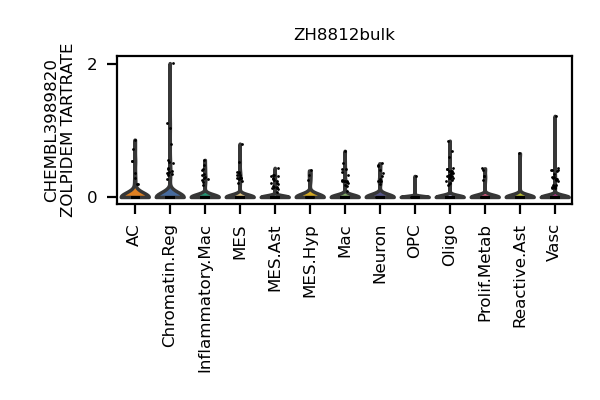 ZH8812bulk
CHEMBL3989820
ZOLPIDEM TARTRATE
2
0
AC
Chromatin.Reg
Inflammatory.Mac
MES
MES.Ast
MES.Hyp
Mac
Neuron
OPC
Oligo
Prolif.Metab
Reactive.Ast
Vasc